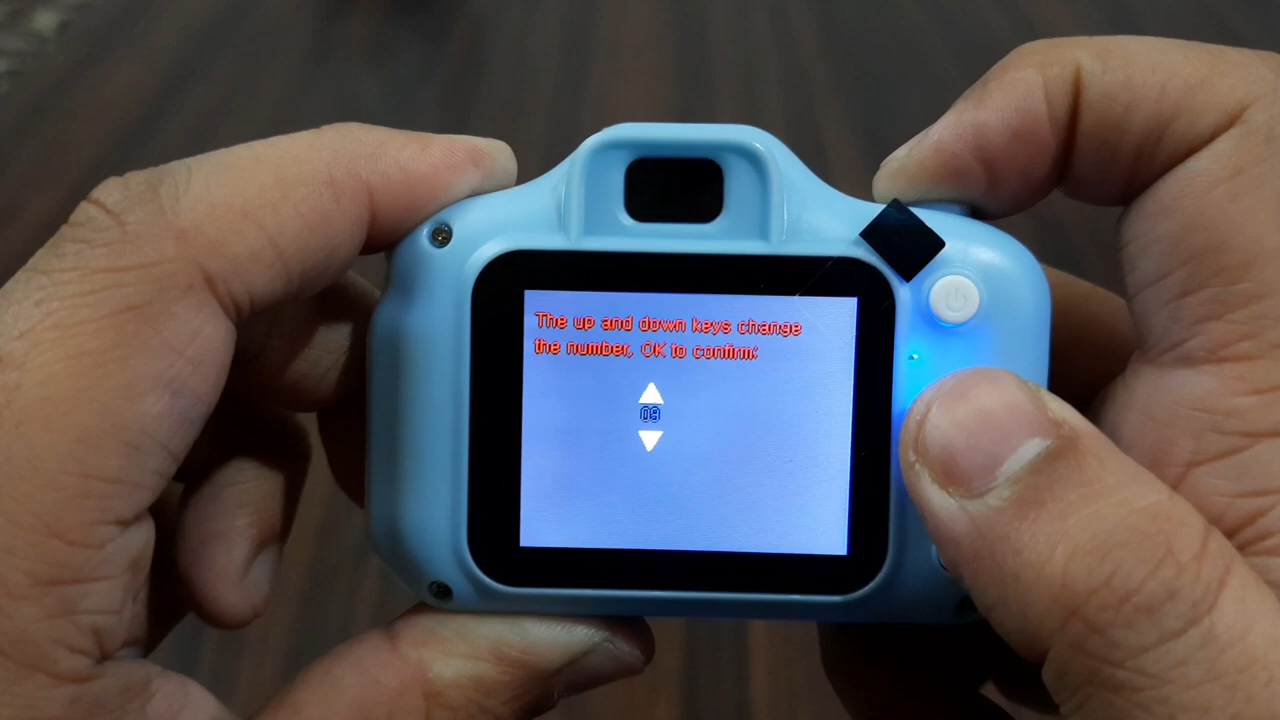 The up and down keys change
the number, OK to confirm:
09